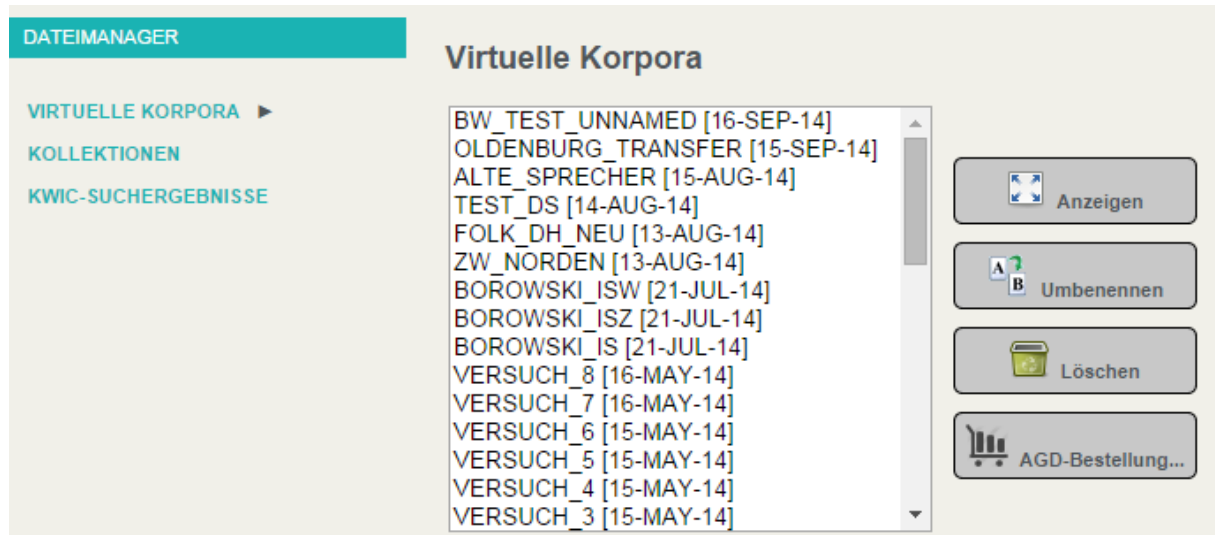 DATEIMANAGER
VIRTUELLE KORPORA ►
KOLLEKTIONEN
KWIC-SUCHERGEBNISSE
Virtuelle Korpora
BW_TEST_UNNAMED [16-SEP-14]
OLDENBURG_TRANSFER [15-SEP-14]
ALTE_SPRECHER [15-AUG-14]
TEST_DS [14-AUG-14]
FOLK_DH_NEU [13-AUG-14]
ZW_NORDEN [13-AUG-14]
BOROWSKI_ISW [21-JUL-14]
BOROWSKI_ISZ [21-JUL-14]
BOROWSKI_IS [21-JUL-14]
VERSUCH_8 [16-MAY-14]
VERSUCH_7 [16-MAY-14]
VERSUCH_6 [15-MAY-14]
VERSUCH_5 [15-MAY-14]
VERSUCH_4 [15-MAY-14]
VERSUCH_3 [15-MAY-14]
Anzeigen
A
B
Umbenennen
Löschen
AGD-Bestellung...